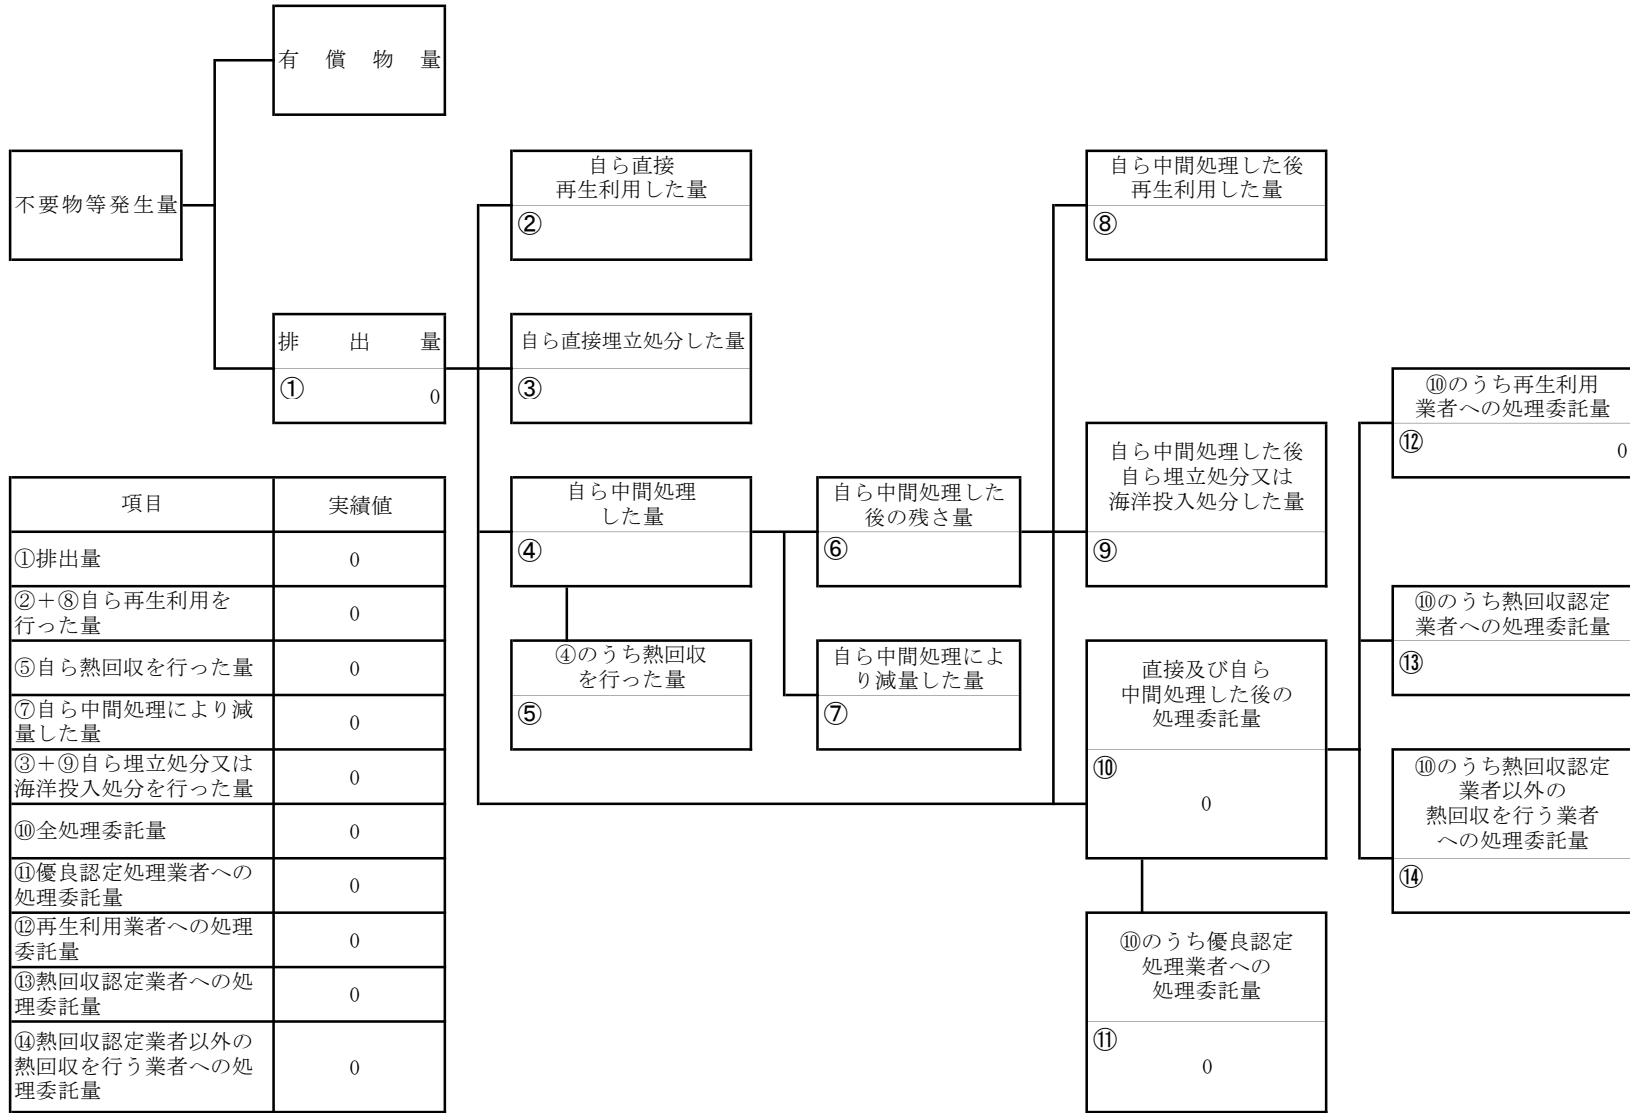 有償物量
不要物等発生量
排出量
① 0
自ら直接
再生利用した量
②
自ら直接埋立処分した量
③
自ら中間処理
した量
④
④のうち熱回収
を行った量
⑤
自ら中間処理した
後の残さ量
⑥
自ら中間処理によ
り減量した量
⑦
自ら中間処理した後
再生利用した量
⑧
自ら中間処理した後
自ら埋立処分又は
海洋投入処分した量
⑨
直接及び自ら
中間処理した後の
処理委託量
⑩
0
⑩のうち優良認定
処理業者への
処理委託量
⑪
0
⑩のうち再生利用
業者への処理委託量
⑫ 0
⑩のうち熱回収認定
業者への処理委託量
⑬
⑩のうち熱回収認定
業者以外の
熱回収を行う業者
への処理委託量
⑭
項目 実績値
①排出量 0
②+⑧自ら再生利用を
行った量 0
⑤自ら熱回収を行った量 0
⑦自ら中間処理により減
量した量 0
③+⑨自ら埋立処分又は
海洋投入処分を行った量 0
⑩全処理委託量 0
⑪優良認定処理業者への
処理委託量 0
⑫再生利用業者への処理
委託量 0
⑬熱回収認定業者への処
理委託量 0
⑭熱回収認定業者以外の
熱回収を行う業者への処
理委託量 0